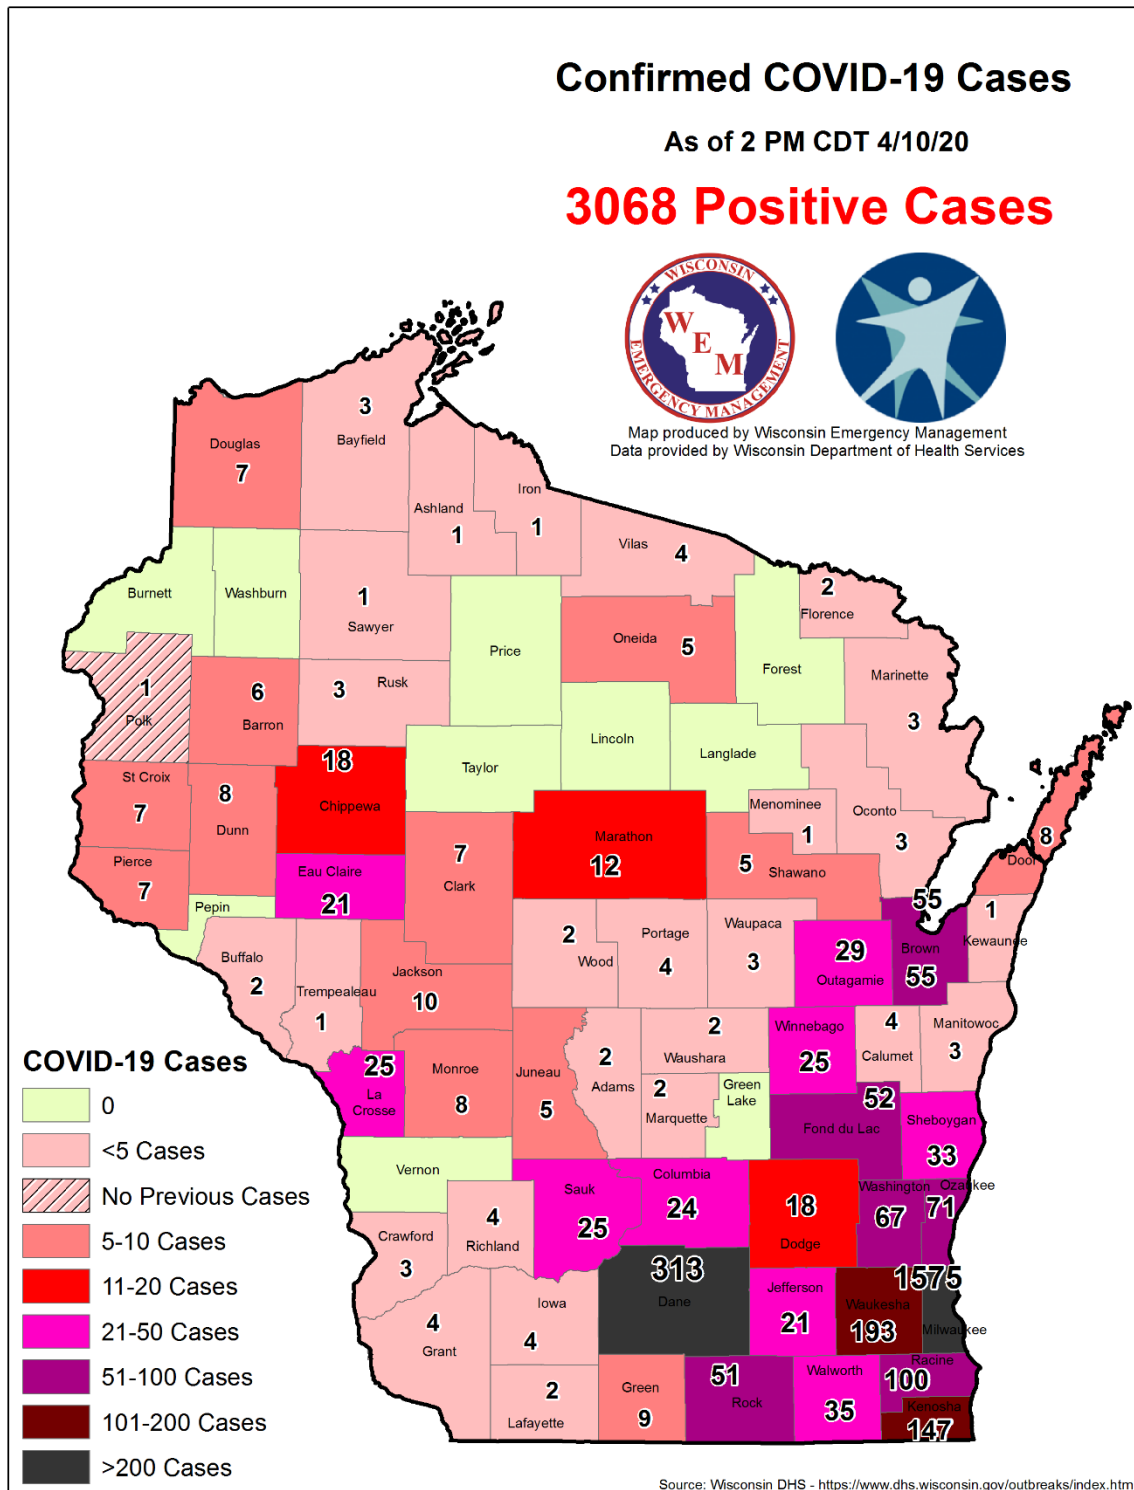 Confirmed COVID-19 Cases
As of 2 PM CDT 4/10/20
3068 Positive Cases
WISCONSIN
WEM
EMERGENCY MANAGEMENT
Map produced by Wisconsin Emergency Management
Data provided by Wisconsin Department of Health Services
Douglas
7
3
Bayfield
Ashland
1
Iron
1
Vilas 4
Burnett
Washburn
1
Sawyer
Price
Oneida 5
Forest
2
Florence
Marinette
3
1
Polk
6
Barron
3 Rusk
Lincoln
Langlade
Taylor
St Croix
7
8
Dunn
18
Chippewa
Menominee
1
Oconto
3
8
Door
Pierce
7
Eau Claire
21
7
Clark
Marathon
12
5
Shawano
Pepin
Buffalo
2
Trempealeau
1
Jackson
10
2
Wood
Portage
4
Waupaca
3
29
Outagamie
55
Brown
55
1
Kewaunee
25
La
Crosse
Monroe
8
Juneau
5
2
Adams
2
Waushara
2
Marquette
Green
Lake
Winnebago
25
4
Calumet
Manitowoc
3
52
Fond du Lac
Sheboygan
33
Vernon
Crawford
3
4
Richland
Sauk
25
Columbia
24
18
Dodge
Washington
67
Ozaukee
71
4
Grant
Iowa
4
313
Dane
Jefferson
21
Waukesha
193
1575
Milwaukee
2
Lafayette
Green
9
51
Rock
Walworth
35
Racine
100
Kenosha
147
COVID-19 Cases
0
<5 Cases
No Previous Cases
5-10 Cases
11-20 Cases
21-50 Cases
51-100 Cases
101-200 Cases
>200 Cases
Source: Wisconsin DHS - https://www.dhs.wisconsin.gov/outbreaks/index.htm